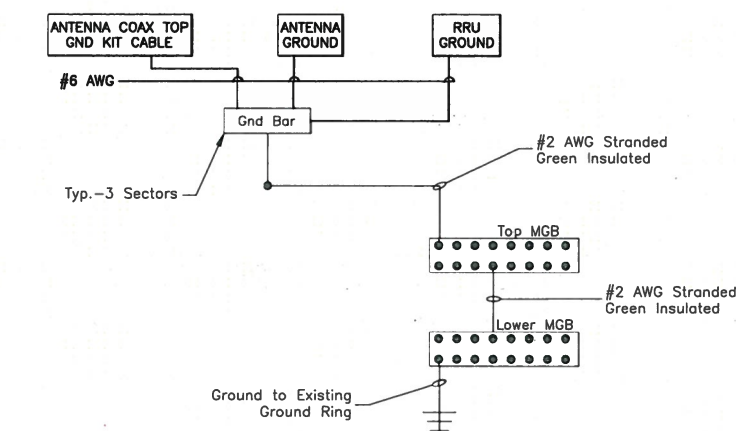 ANTENNA COAX TOP
GND KIT CABLE
ANTENNA
GROUND
RRU
GROUND
#6 AWG
Gnd Bar
#2 AWG Stranded
Green Insulated
Typ.-3 Sectors
Top MGB
#2 AWG Stranded
Green Insulated
Lower MGB
Ground to Existing
Ground Ring